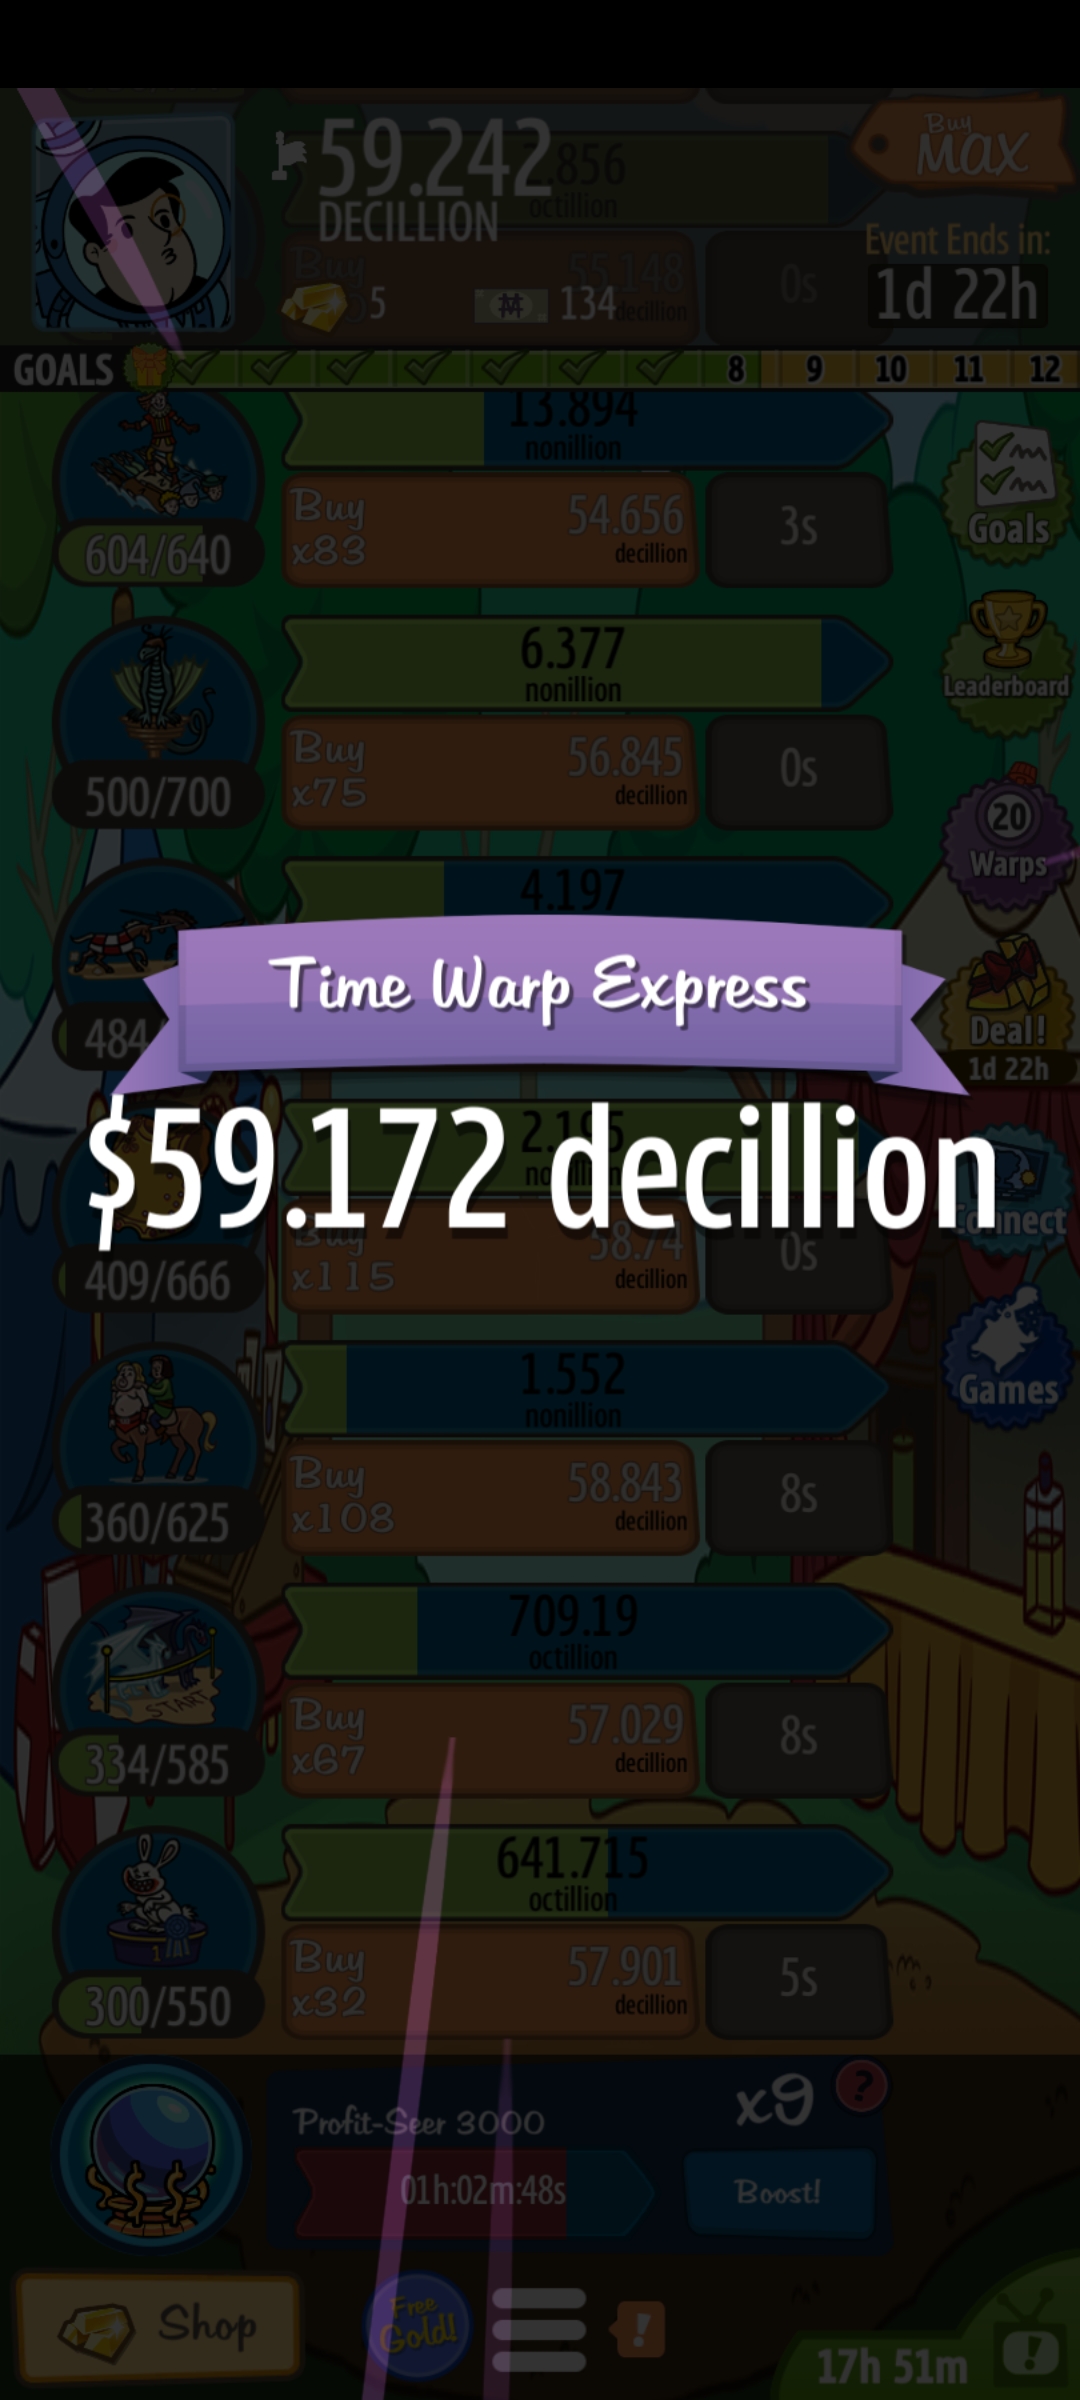 59.242
DECILLION
2.856
octillion
Buy
MAX
Event Ends in:
1d 22h
Buy
55.148
decillion
0s
5
134
GOALS
8 9 10 11 12
13.894
nonillion
604/640
Buy
x83
54.656
decillion
3s
Goals
6.377
nonillion
500/700
Buy
x75
56.845
decillion
0s
Leaderboard
4.197
20
Warps
Time Warp Express
484
Deal!
1d 22h
$59.172 decillion
409/666
Buy
x115
58.74
decillion
0s
Connect
1.552
nonillion
360/625
Buy
x108
58.843
decillion
8s
Games
709.19
octillion
START
334/585
Buy
x67
57.029
decillion
8s
641.715
octillion
1
300/550
Buy
x32
57.901
decillion
5s
Profit-Seer 3000
x9
?
01h:02m:48s
Boost!
Shop
Free
Gold!
!
17h 51m
!